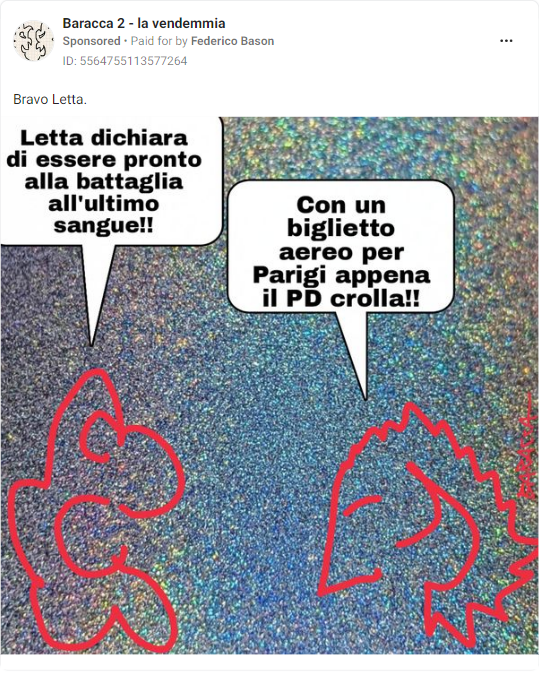 Baracca 2 - la vendemmia
Sponsored • Paid for by Federico Bason
ID: 5564755113577264
Bravo Letta.
Letta dichiara
di essere pronto
alla battaglia
all'ultimo
sangue!!
Con un
biglietto
aereo per
Parigi appena
il PD crolla!!